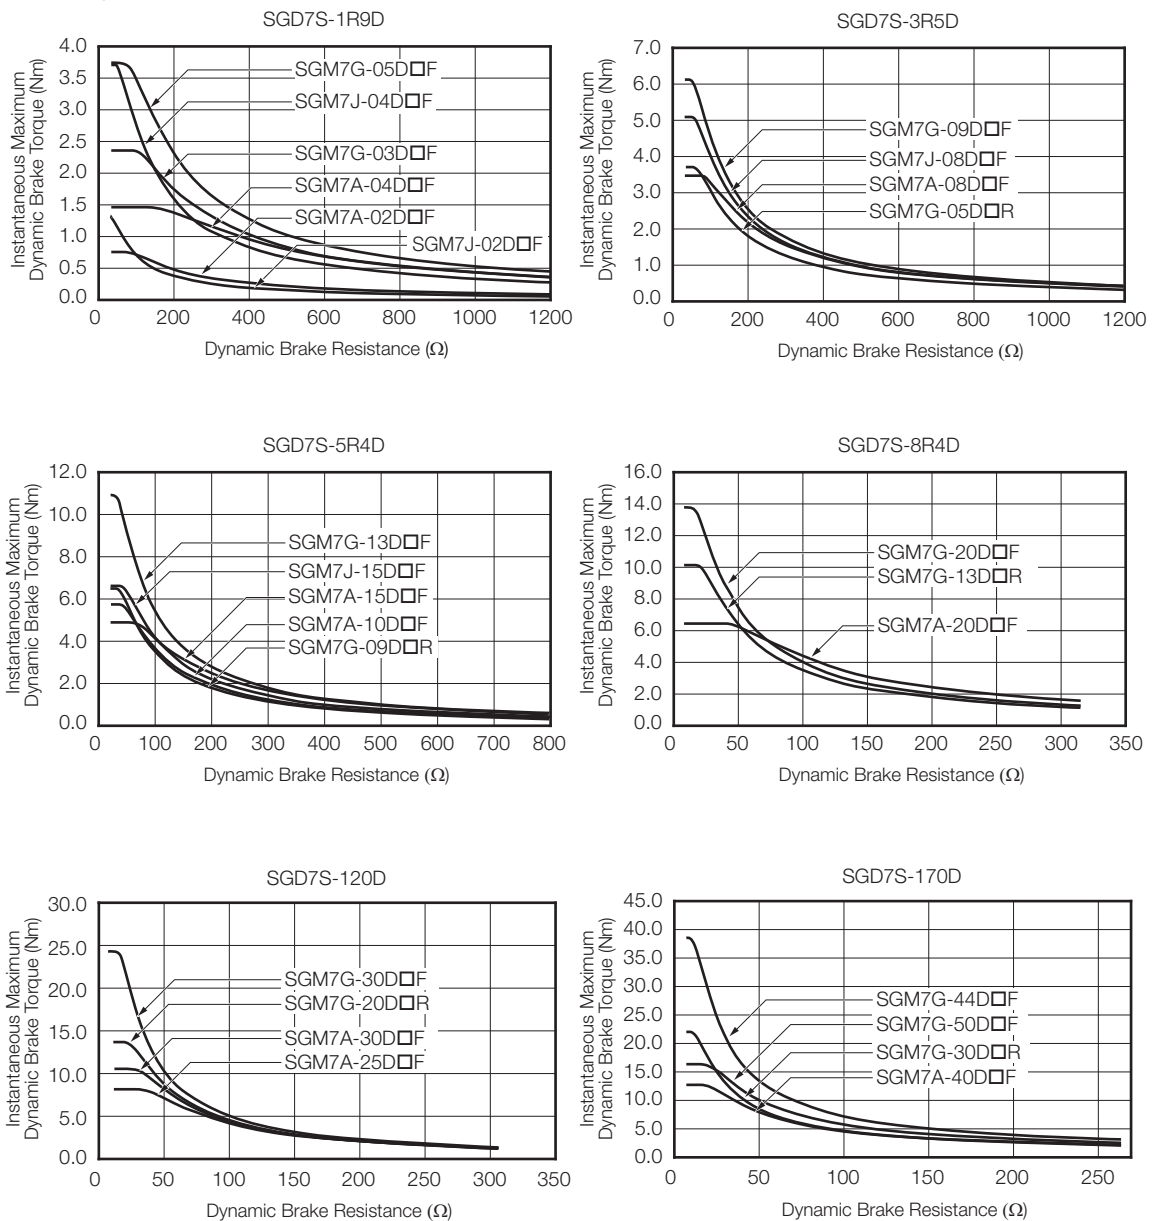 SGD7S-1R9D
Instantaneous Maximum
Dynamic Brake Torque (Nm)
4.0
3.5
3.0
2.5
2.0
1.5
1.0
0.5
0.0
SGM7G-05D□F
SGM7J-04D□F
SGM7G-03D□F
SGM7A-04D□F
SGM7A-02D□F
SGM7J-02D□F
0 200 400 600 800 1000 1200
Dynamic Brake Resistance (Ω)
SGD7S-3R5D
Instantaneous Maximum
Dynamic Brake Torque (Nm)
7.0
6.0
5.0
4.0
3.0
2.0
1.0
0.0
SGM7G-09D□F
SGM7J-08D□F
SGM7A-08D□F
SGM7G-05D□R
0 200 400 600 800 1000 1200
Dynamic Brake Resistance (Ω)
SGD7S-5R4D
Instantaneous Maximum
Dynamic Brake Torque (Nm)
12.0
10.0
8.0
6.0
4.0
2.0
0.0
SGM7G-13D□F
SGM7J-15D□F
SGM7A-15D□F
SGM7A-10D□F
SGM7G-09D□R
0 100 200 300 400 500 600 700 800
Dynamic Brake Resistance (Ω)
SGD7S-8R4D
Instantaneous Maximum
Dynamic Brake Torque (Nm)
16.0
14.0
12.0
10.0
8.0
6.0
4.0
2.0
0.0
SGM7G-20D□F
SGM7G-13D□R
SGM7A-20D□F
0 50 100 150 200 250 300 350
Dynamic Brake Resistance (Ω)
SGD7S-120D
Instantaneous Maximum
Dynamic Brake Torque (Nm)
30.0
25.0
20.0
15.0
10.0
5.0
0.0
SGM7G-30D□F
SGM7G-20D□R
SGM7A-30D□F
SGM7A-25D□F
0 50 100 150 200 250 300 350
Dynamic Brake Resistance (Ω)
SGD7S-170D
Instantaneous Maximum
Dynamic Brake Torque (Nm)
45.0
40.0
35.0
30.0
25.0
20.0
15.0
10.0
5.0
0.0
SGM7G-44D□F
SGM7G-50D□F
SGM7G-30D□R
SGM7A-40D□F
0 50 100 150 200 250
Dynamic Brake Resistance (Ω)